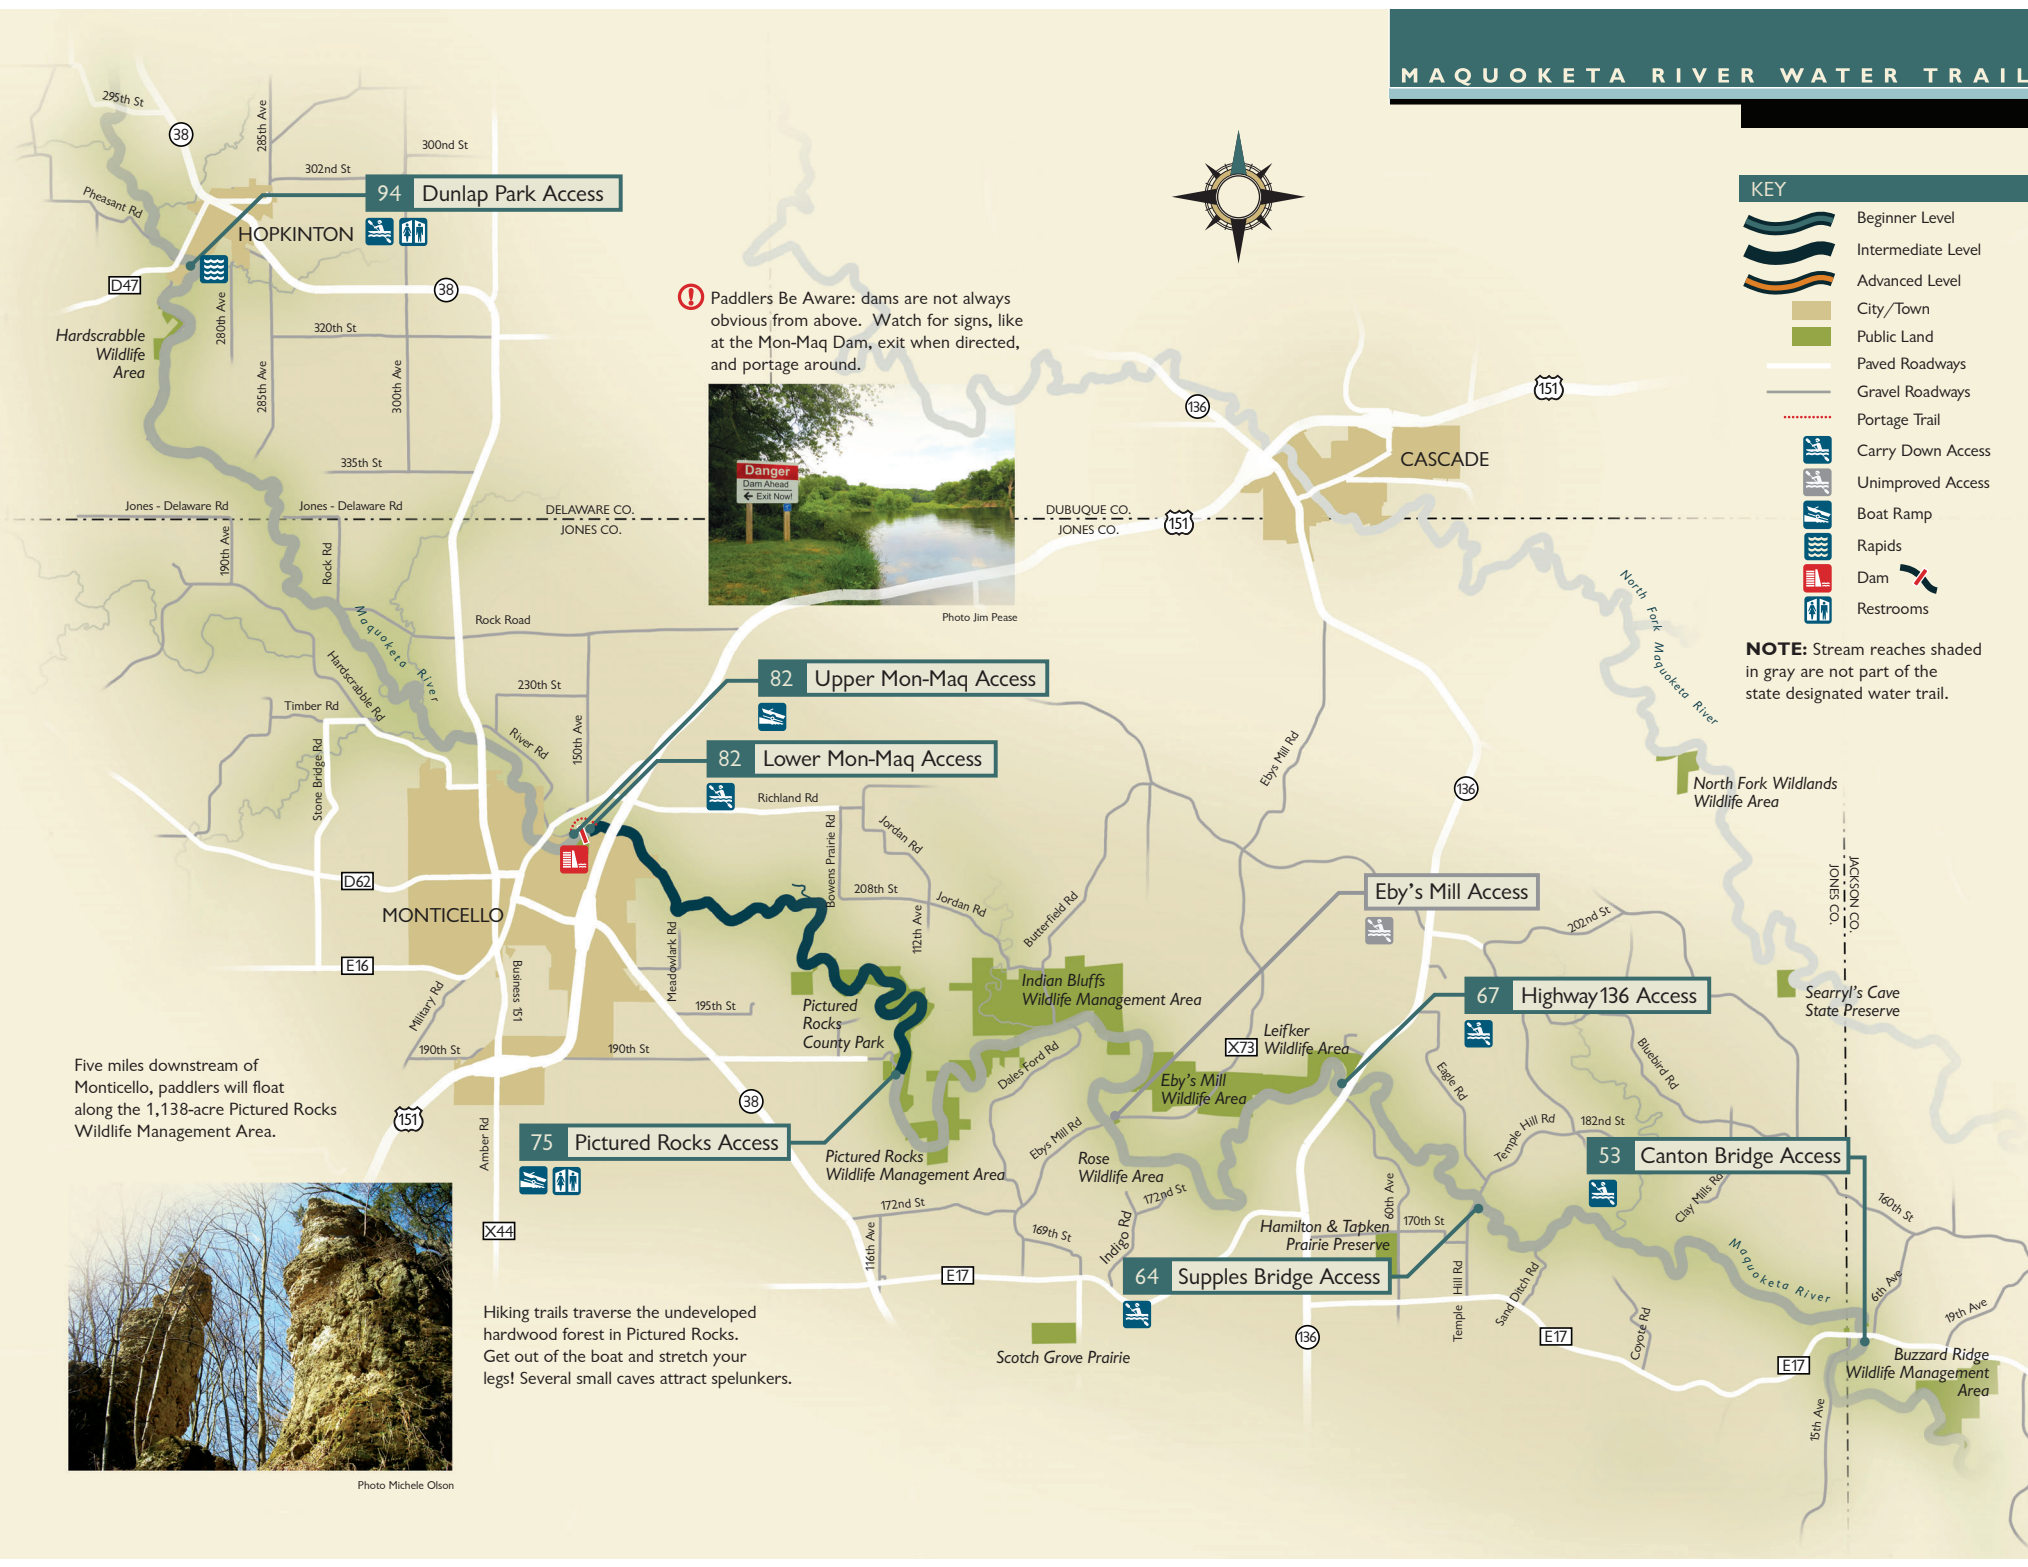 MAQUOKETA RIVER WATER TRAIL
295th St
38
285th Ave
300nd St
302nd St
94 Dunlap Park Access
Pheasant Rd
HOPKINTON
D47
38
280th Ave
320th St
Hardscrabble
Wildlife
Area
285th Ave
300th Ave
335th St
Paddlers Be Aware: dams are not always
obvious from above. Watch for signs, like
at the Mon-Maq Dam, exit when directed,
and portage around.
Danger
Dam Ahead
Exit Now!
Photo Jim Pease
KEY
Beginner Level
Intermediate Level
Advanced Level
City/Town
Public Land
Paved Roadways
Gravel Roadways
Portage Trail
Carry Down Access
Unimproved Access
Boat Ramp
Rapids
Dam
Restrooms
NOTE: Stream reaches shaded
in gray are not part of the
state designated water trail.
136
151
CASCADE
Jones - Delaware Rd
Jones - Delaware Rd
DELAWARE CO.
JONES CO.
DUBUQUE CO.
JONES CO.
151
190th Ave
Rock Rd
Maquoketa River
Rock Road
North Fork Maquoketa River
Hardscrabble Rd
82 Upper Mon-Maq Access
230th St
Timber Rd
River Rd
150th Ave
Stone Bridge Rd
82 Lower Mon-Maq Access
Richland Rd
Ebys Mill Rd
136
North Fork Wildlands
Wildlife Area
Bowens Prairie Rd
Jordan Rd
D62
208th St
Jordan Rd
Eby's Mill Access
JACKSON CO.
JONES CO.
MONTICELLO
Butterfield Rd
112th Ave
202nd St
E16
Meadowlark Rd
Business 151
Military Rd
195th St
Pictured
Rocks
County Park
Indian Bluffs
Wildlife Management Area
67 Highway 136 Access
Searryl's Cave
State Preserve
Leifker
Wildlife Area
X73
190th St
190th St
Dales Ford Rd
Eagle Rd
Bluebird Rd
Five miles downstream of
Monticello, paddlers will float
along the 1,138-acre Pictured Rocks
Wildlife Management Area.
Eby's Mill
Wildlife Area
151
38
Amber Rd
75 Pictured Rocks Access
Pictured Rocks
Wildlife Management Area
Ebys Mill Rd
Rose
Wildlife Area
Temple Hill Rd
182nd St
53 Canton Bridge Access
172nd St
172nd St
60th Ave
Clay Mills Rd
160th St
X44
116th Ave
169th St
Indigo Rd
Hamilton & Tapken
Prairie Preserve
170th St
E17
64 Supples Bridge Access
Temple Hill Rd
Sand Ditch Rd
Maquoketa River
6th Ave
19th Ave
Hiking trails traverse the undeveloped
hardwood forest in Pictured Rocks.
Get out of the boat and stretch your
legs! Several small caves attract spelunkers.
Scotch Grove Prairie
136
E17
Coyote Rd
E17
Buzzard Ridge
Wildlife Management
Area
15th Ave
Photo Michele Olson